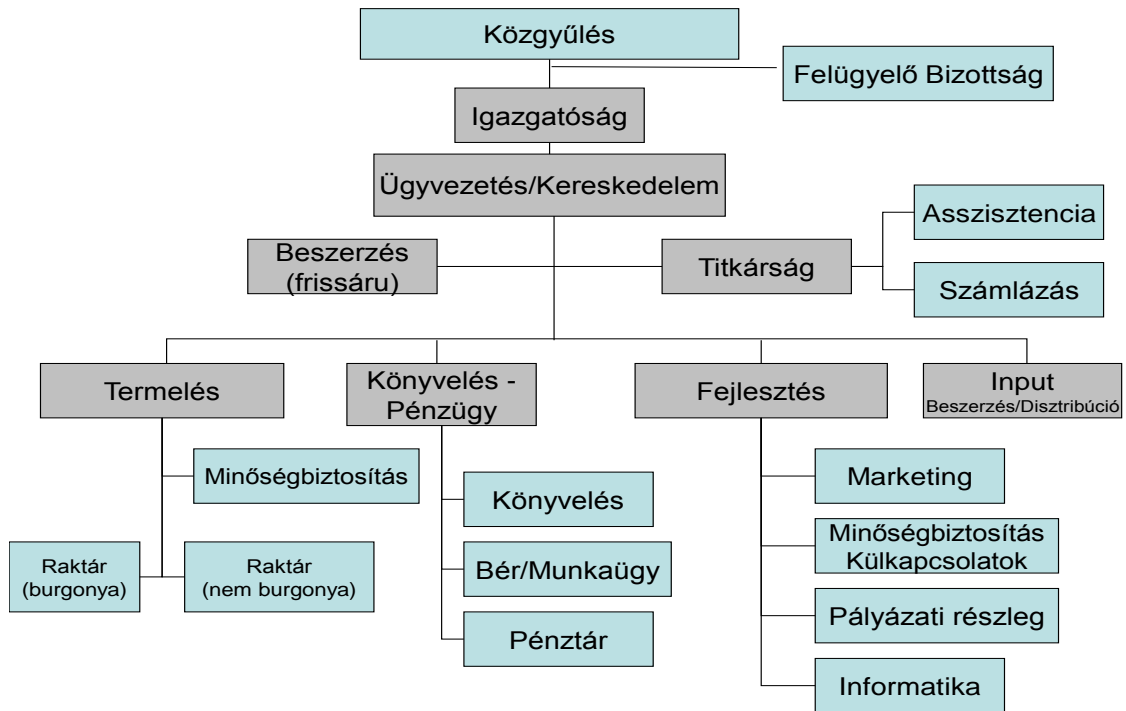 Közgyűlés
Felügyelő Bizottság
Igazgatóság
Ügyvezetés/Kereskedelem
Asszisztencia
Beszerzés
(frissáru)
Titkárság
Számlázás
Termelés
Könyvelés -
Pénzügy
Fejlesztés
Input
Beszerzés/Disztribúció
Minőségbiztosítás
Raktár
(burgonya)
Raktár
(nem burgonya)
Könyvelés
Bér/Munkaügy
Pénztár
Marketing
Minőségbiztosítás
Külkapcsolatok
Pályázati részleg
Informatika